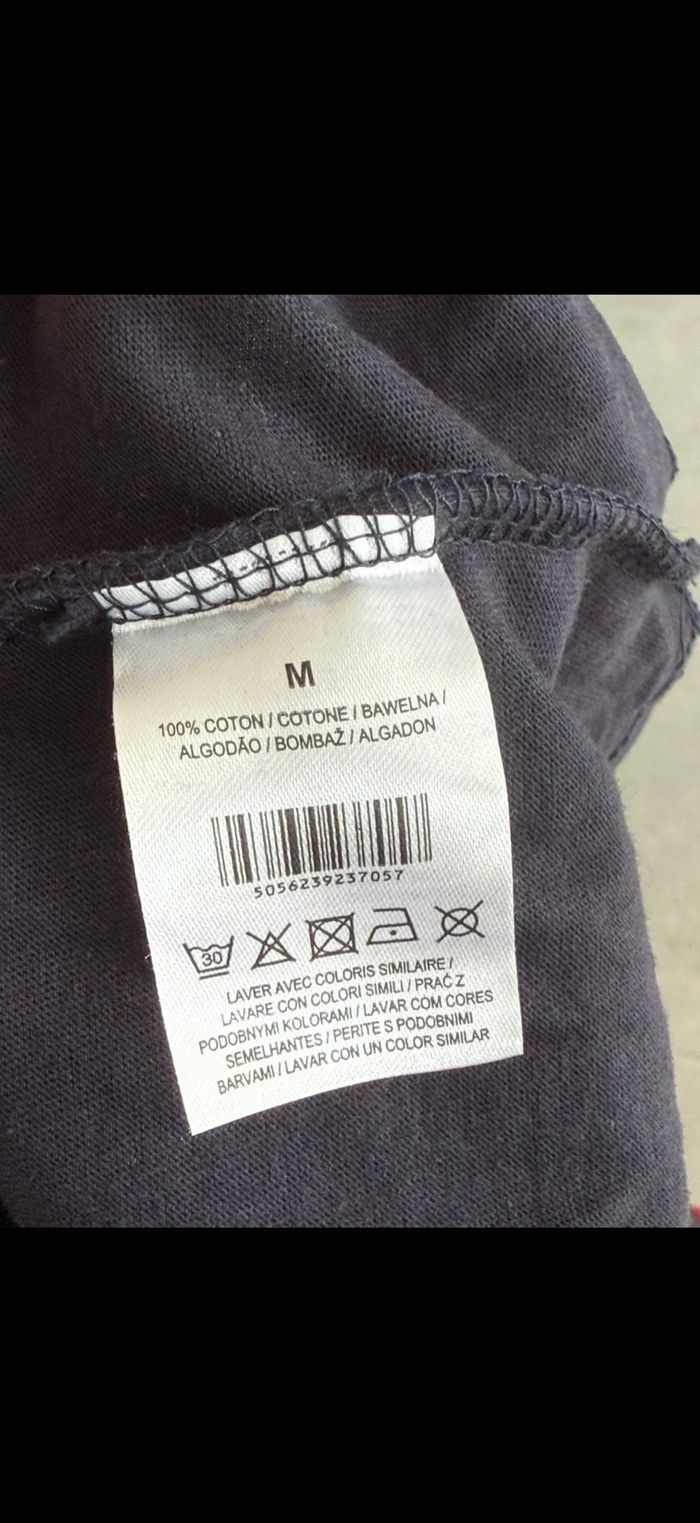 M
100% COTON / COTONE / BAWELNA /
ALGODÃO / BOMBAŽ / ALGADON
5056239237057
30
LAVER AVEC COLORIS SIMILAIRE /
LAVARE CON COLORI SIMILI / PRAĆ Z
PODOBNYMI KOLORAMI / LAVAR COM CORES
SEMELHANTES / PERITE S PODOBNIMI
BARVAMI / LAVAR CON UN COLOR SIMILAR